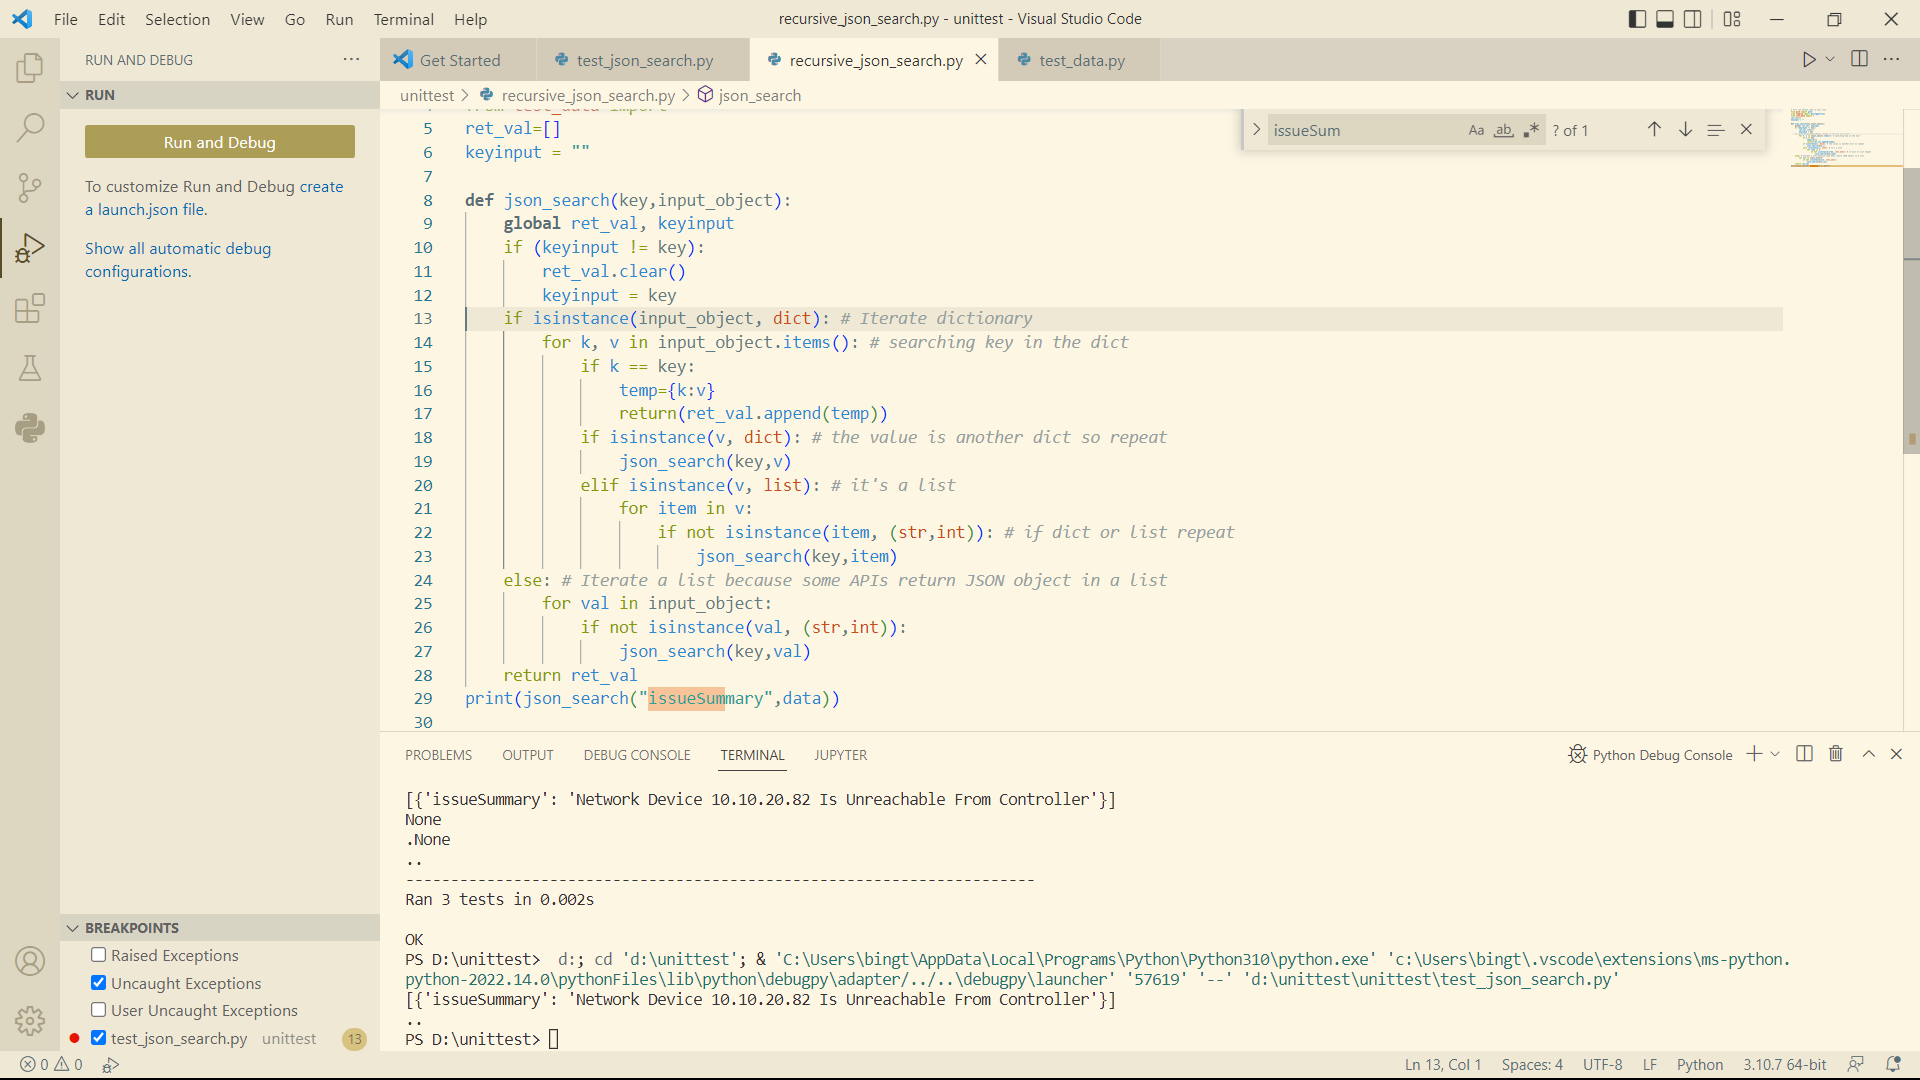 File Edit Selection View Go Run Terminal Help
recursive_json_search.py - unittest - Visual Studio Code
RUN AND DEBUG
RUN
Run and Debug
To customize Run and Debug create
a launch.json file.
Show all automatic debug
configurations.
BREAKPOINTS
Raised Exceptions
Uncaught Exceptions
User Uncaught Exceptions
test_json_search.py unittest 13
Get Started test_json_search.py recursive_json_search.py test_data.py
unittest > recursive_json_search.py > json_search
issueSum Aa ab .* ? of 1
5 ret_val=[]
6 keyinput = ""
7
8 def json_search(key,input_object):
9 global ret_val, keyinput
10 if (keyinput != key):
11 ret_val.clear()
12 keyinput = key
13 if isinstance(input_object, dict): # Iterate dictionary
14 for k, v in input_object.items(): # searching key in the dict
15 if k == key:
16 temp={k:v}
17 return(ret_val.append(temp))
18 if isinstance(v, dict): # the value is another dict so repeat
19 json_search(key,v)
20 elif isinstance(v, list): # it's a list
21 for item in v:
22 if not isinstance(item, (str,int)): # if dict or list repeat
23 json_search(key,item)
24 else: # Iterate a list because some APIs return JSON object in a list
25 for val in input_object:
26 if not isinstance(val, (str,int)):
27 json_search(key,val)
28 return ret_val
29 print(json_search("issueSummary",data))
30
PROBLEMS OUTPUT DEBUG CONSOLE TERMINAL JUPYTER
Python Debug Console
[{'issueSummary': 'Network Device 10.10.20.82 Is Unreachable From Controller'}]
None
.None
..
----------------------------------------------------------------------
Ran 3 tests in 0.002s
OK
PS D:\unittest>  d:; cd 'd:\unittest'; & 'C:\Users\bingt\AppData\Local\Programs\Python\Python310\python.exe' 'c:\Users\bingt\.vscode\extensions\ms-python.
python-2022.14.0\pythonFiles\lib\python\debugpy\adapter/../..\debugpy\launcher' '57619' '--' 'd:\unittest\unittest\test_json_search.py'
[{'issueSummary': 'Network Device 10.10.20.82 Is Unreachable From Controller'}]
..
PS D:\unittest>
0 0
Ln 13, Col 1 Spaces: 4 UTF-8 LF Python 3.10.7 64-bit